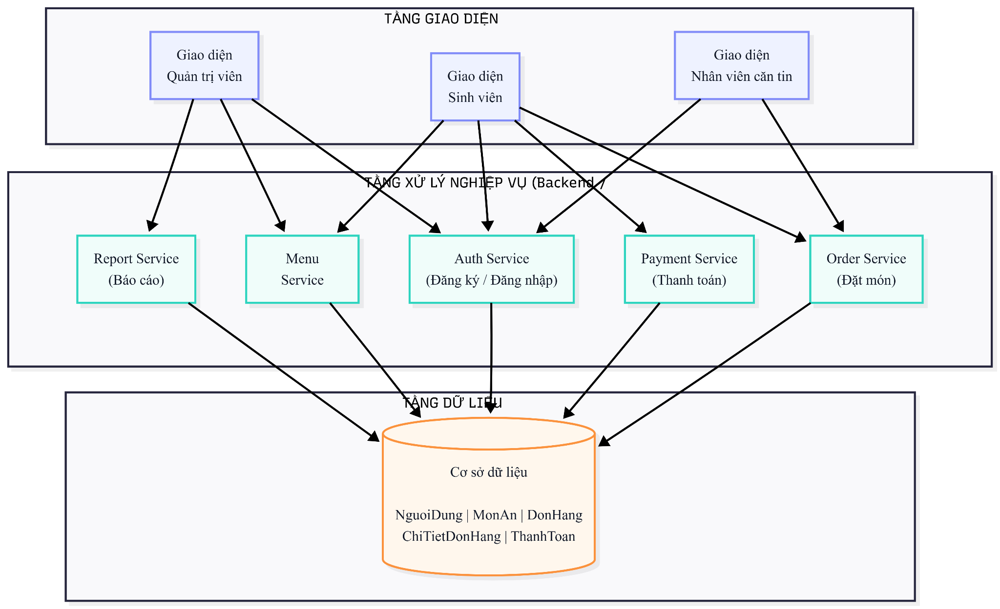 TẦNG GIAO DIỆN
Giao diện
Quản trị viên
Giao diện
Sinh viên
Giao diện
Nhân viên căn tin
TẦNG XỬ LÝ NGHIỆP VỤ (Backend /
Report Service
(Báo cáo)
Menu
Service
Auth Service
(Đăng ký / Đăng nhập)
Payment Service
(Thanh toán)
Order Service
(Đặt món)
TẦNG DỮ LIỆU
Cơ sở dữ liệu
NguoiDung | MonAn | DonHang
ChiTietDonHang | ThanhToan